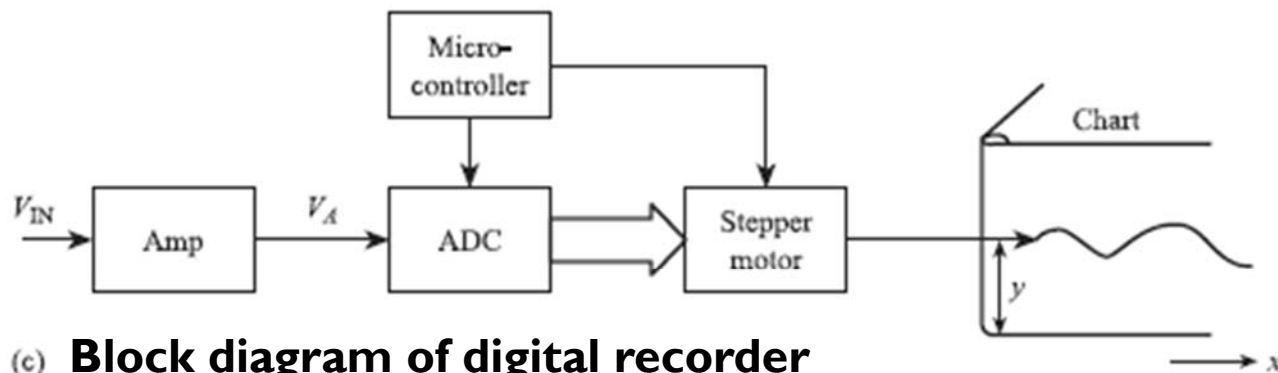 Micro-
controller
Chart
V_IN
V_A
Amp
ADC
Stepper
motor
y
(c) Block diagram of digital recorder
x